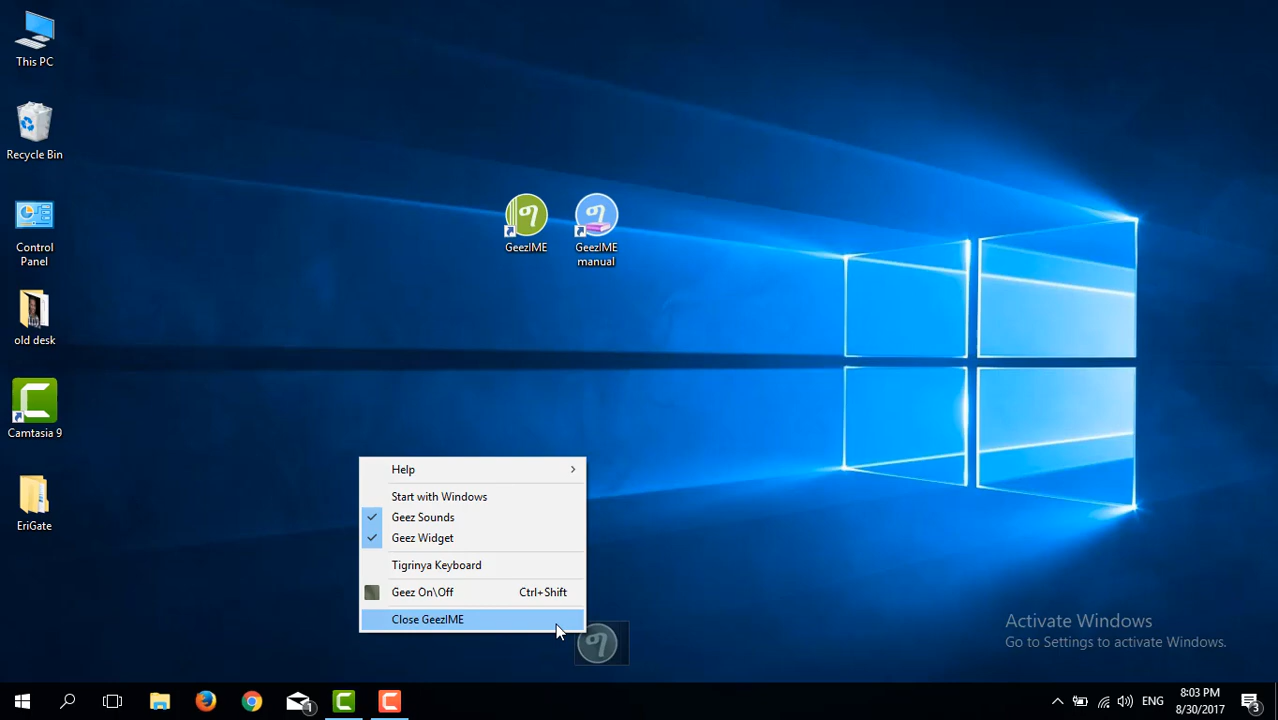 This PC
Recycle Bin
Control
Panel
old desk
Camtasia 9
EriGate
GeezIME
GeezIME
manual
Help
Start with Windows
Geez Sounds
Geez Widget
Tigrinya Keyboard
Geez On\Off Ctrl+Shift
Close GeezIME
Activate Windows
Go to Settings to activate Windows.
1
ENG
8:03 PM
8/30/2017
3